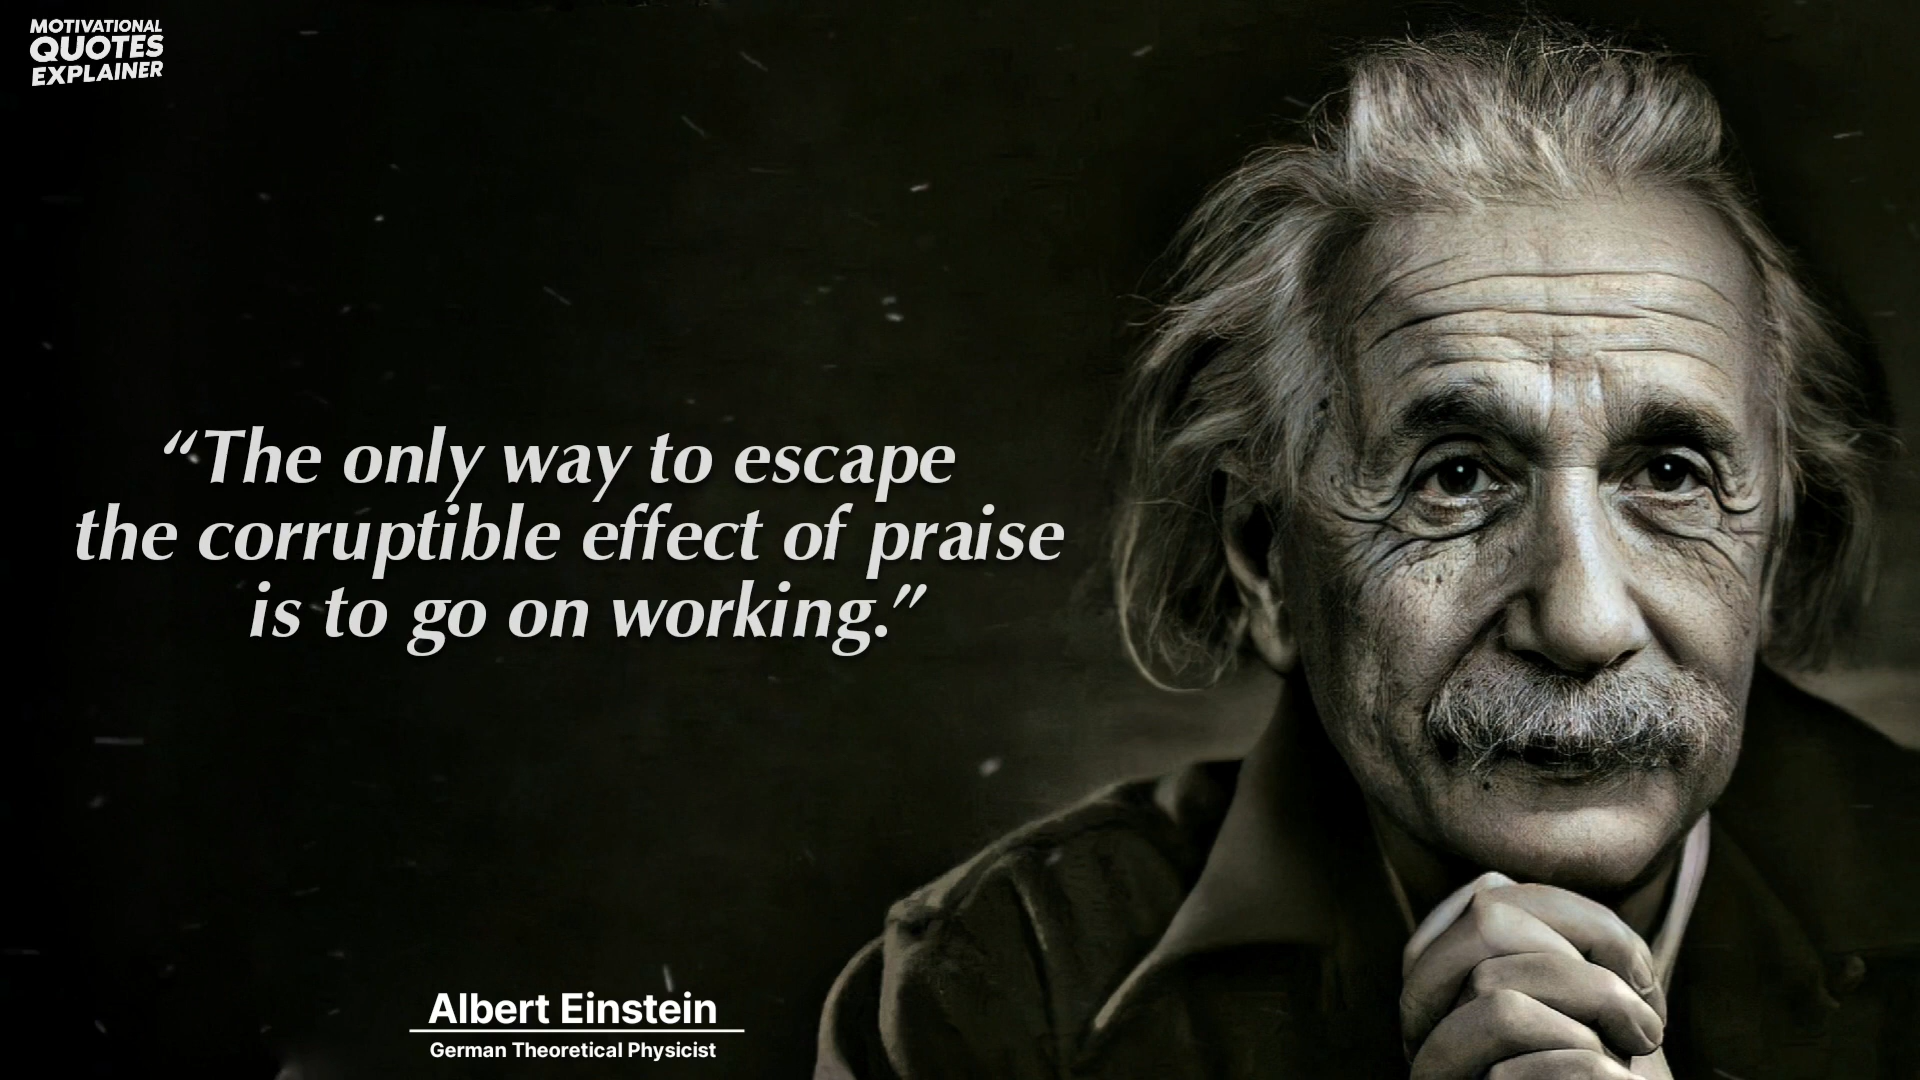 MOTIVATIONAL
QUOTES
EXPLAINER
“The only way to escape
the corruptible effect of praise
is to go on working.”
Albert Einstein
German Theoretical Physicist